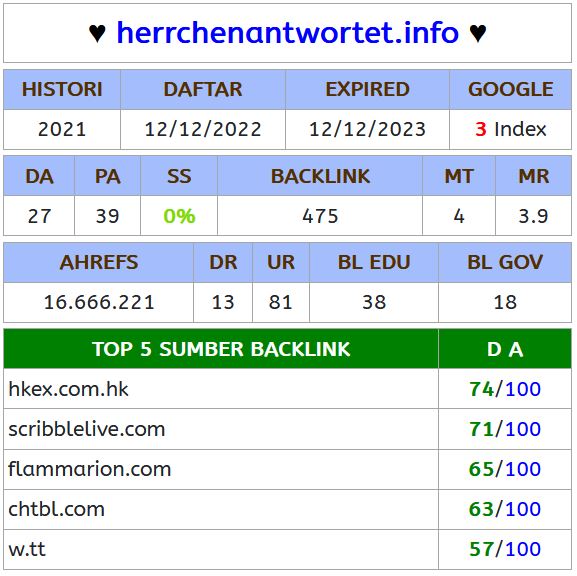 ♥ herrchenantwortet.info ♥
HISTORI DAFTAR EXPIRED GOOGLE
2021 12/12/2022 12/12/2023 3 Index
DA PA SS BACKLINK MT MR
27 39 0% 475 4 3.9
AHREFS DR UR BL EDU BL GOV
16.666.221 13 81 38 18
TOP 5 SUMBER BACKLINK D A
hkex.com.hk 74/100
scribblelive.com 71/100
flammarion.com 65/100
chtbl.com 63/100
w.tt 57/100